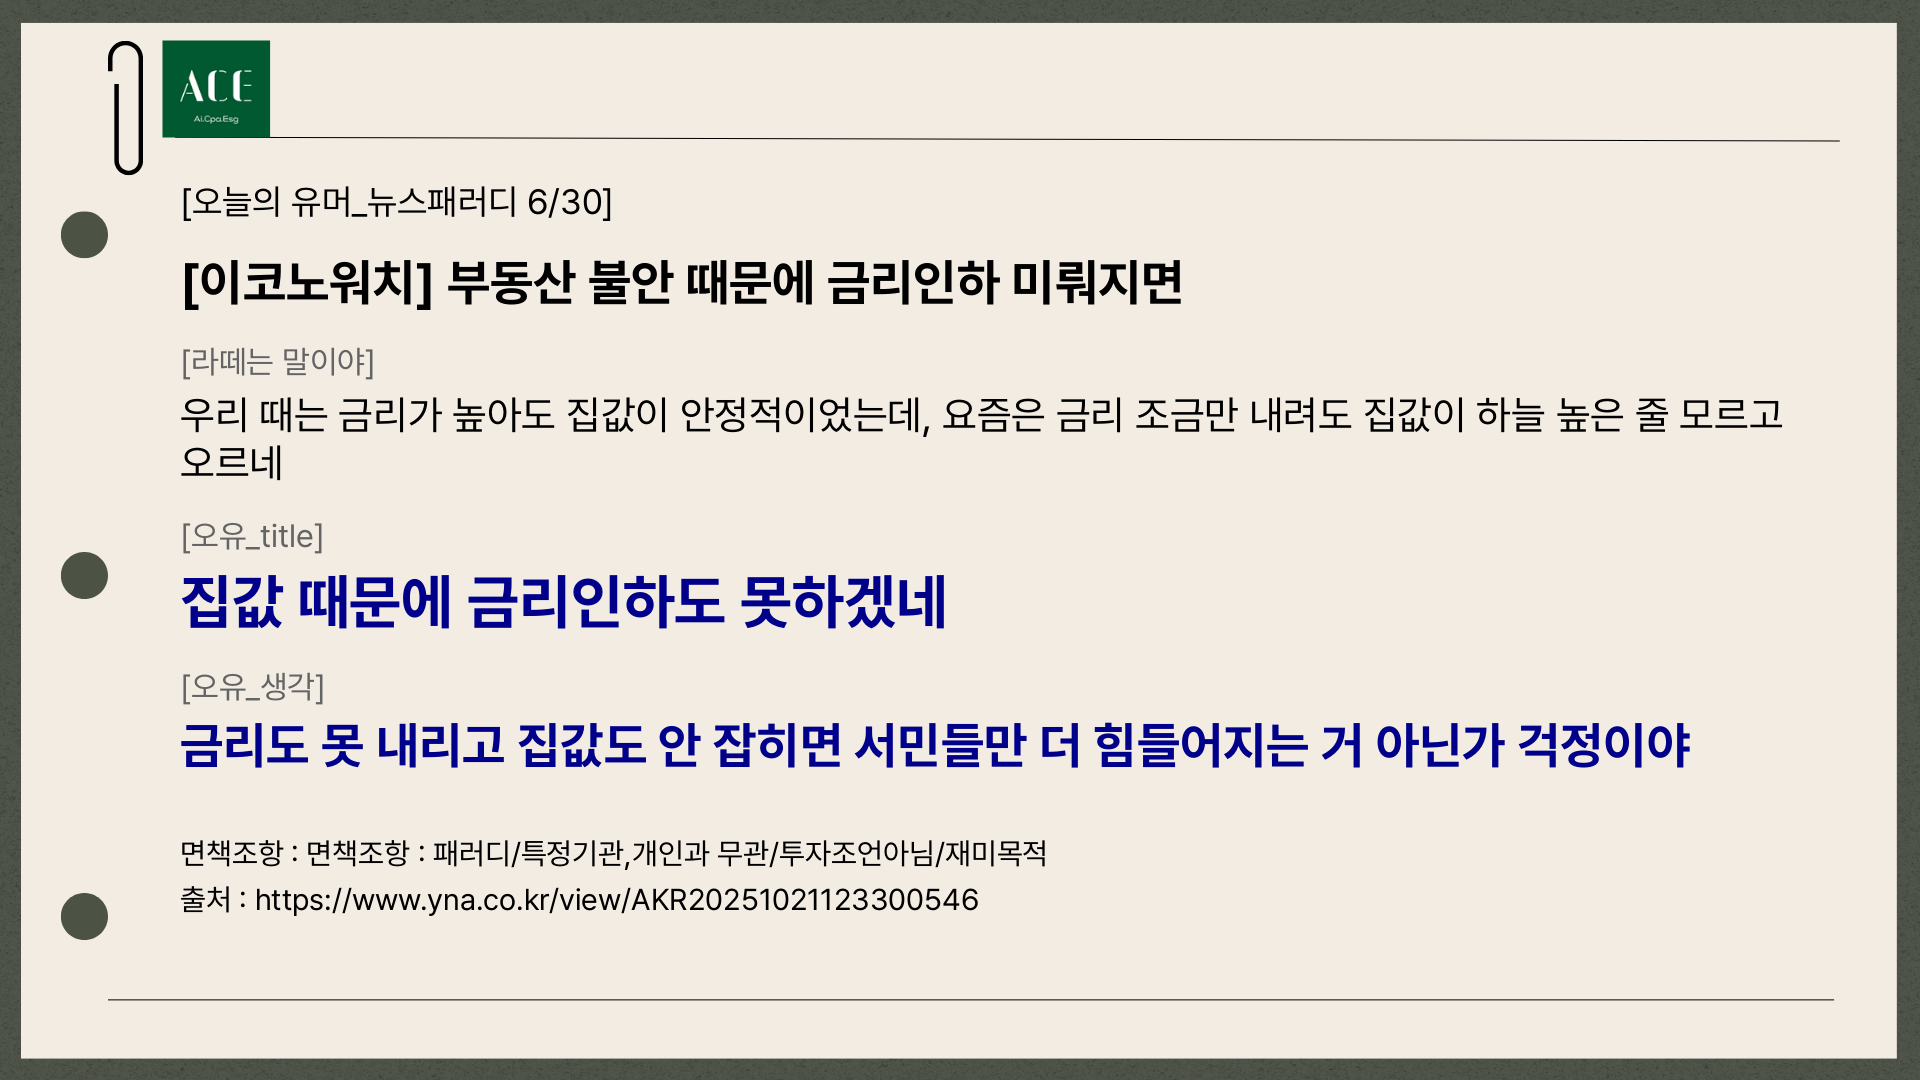 ACE
Ai.Cpa.Esg
[오늘의 유머_뉴스패러디 6/30]
[이코노워치] 부동산 불안 때문에 금리인하 미뤄지면
[라떼는 말이야]
우리 때는 금리가 높아도 집값이 안정적이었는데, 요즘은 금리 조금만 내려도 집값이 하늘 높은 줄 모르고
오르네
[오유_title]
집값 때문에 금리인하도 못하겠네
[오유_생각]
금리도 못 내리고 집값도 안 잡히면 서민들만 더 힘들어지는 거 아닌가 걱정이야
면책조항 : 면책조항 : 패러디/특정기관,개인과 무관/투자조언아님/재미목적
출처 : https://www.yna.co.kr/view/AKR20251021123300546